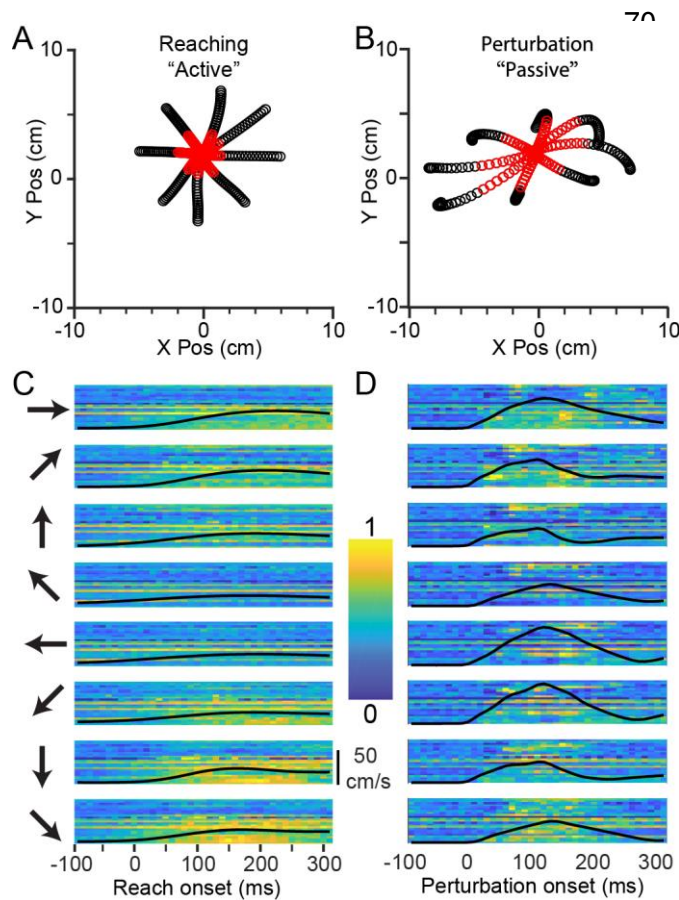 A
Reaching
“Active”
B
Perturbation
“Passive”
10
0
-10
Y Pos (cm)
-10
0
10
X Pos (cm)
10
0
-10
Y Pos (cm)
-10
0
10
X Pos (cm)
C
D
1
0
50
cm/s
-100
0
100
200
300
Reach onset (ms)
-100
0
100
200
300
Perturbation onset (ms)